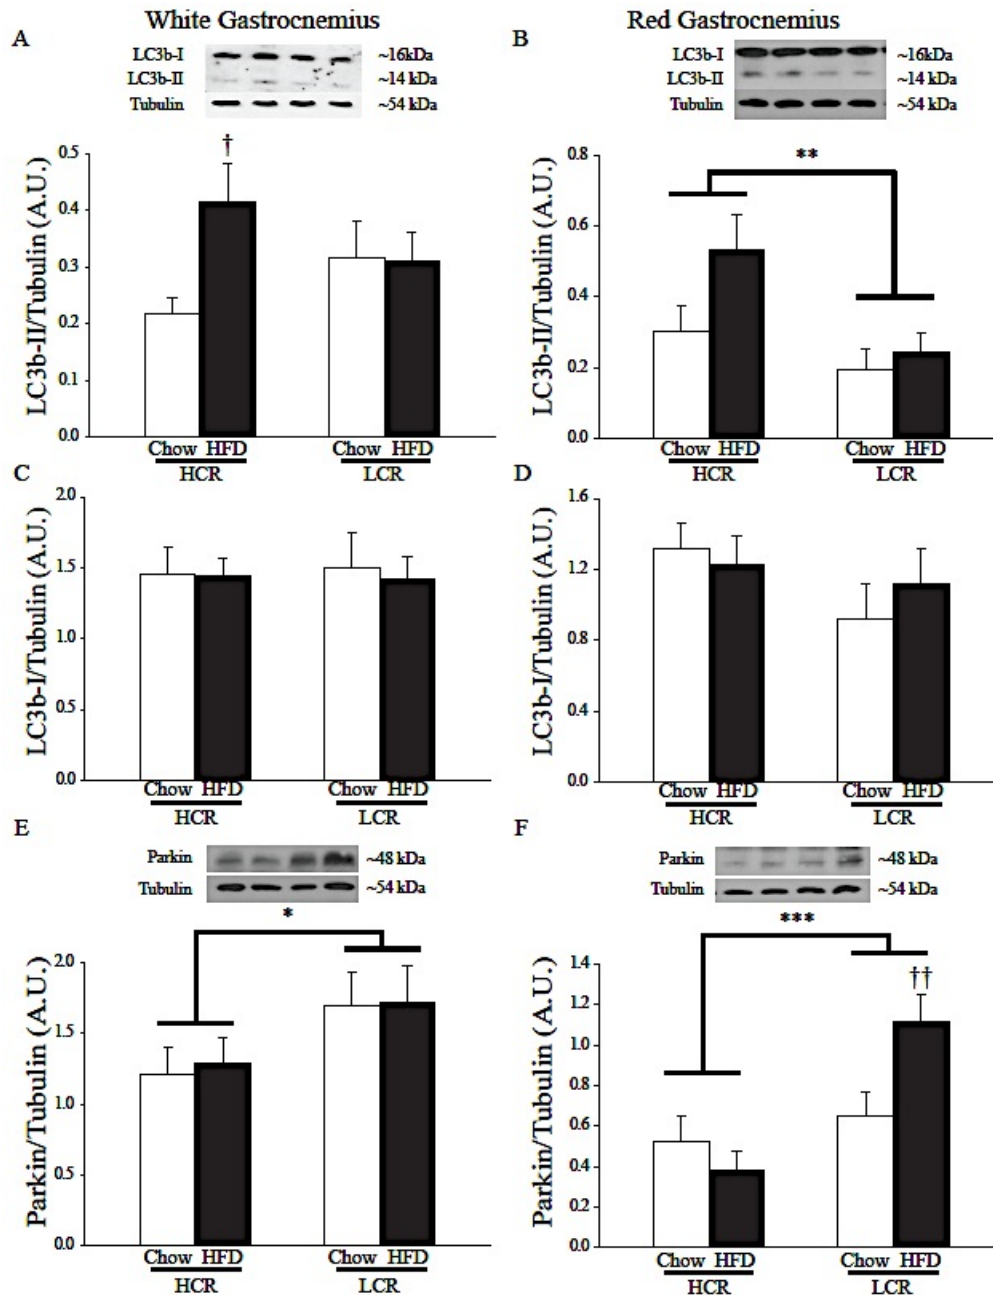 White Gastrocnemius
Red Gastrocnemius
A
LC3b-I ~16kDa
LC3b-II ~14 kDa
Tubulin ~54 kDa
†
LC3b-II/Tubulin (A.U.)
0.5
0.4
0.3
0.2
0.1
0.0
Chow HFD Chow HFD
HCR LCR
B
LC3b-I ~16kDa
LC3b-II ~14 kDa
Tubulin ~54 kDa
**
LC3b-II/Tubulin (A.U.)
0.8
0.6
0.4
0.2
0.0
Chow HFD Chow HFD
HCR LCR
C
LC3b-I/Tubulin (A.U.)
2.0
1.5
1.0
0.5
0.0
Chow HFD Chow HFD
HCR LCR
D
LC3b-I/Tubulin (A.U.)
1.6
1.2
0.8
0.4
0.0
Chow HFD Chow HFD
HCR LCR
E
Parkin ~48 kDa
Tubulin ~54 kDa
*
Parkin/Tubulin (A.U.)
2.0
1.5
1.0
0.5
0.0
Chow HFD Chow HFD
HCR LCR
F
Parkin ~48 kDa
Tubulin ~54 kDa
***
††
Parkin/Tubulin (A.U.)
1.4
1.2
1.0
0.8
0.6
0.4
0.2
0.0
Chow HFD Chow HFD
HCR LCR